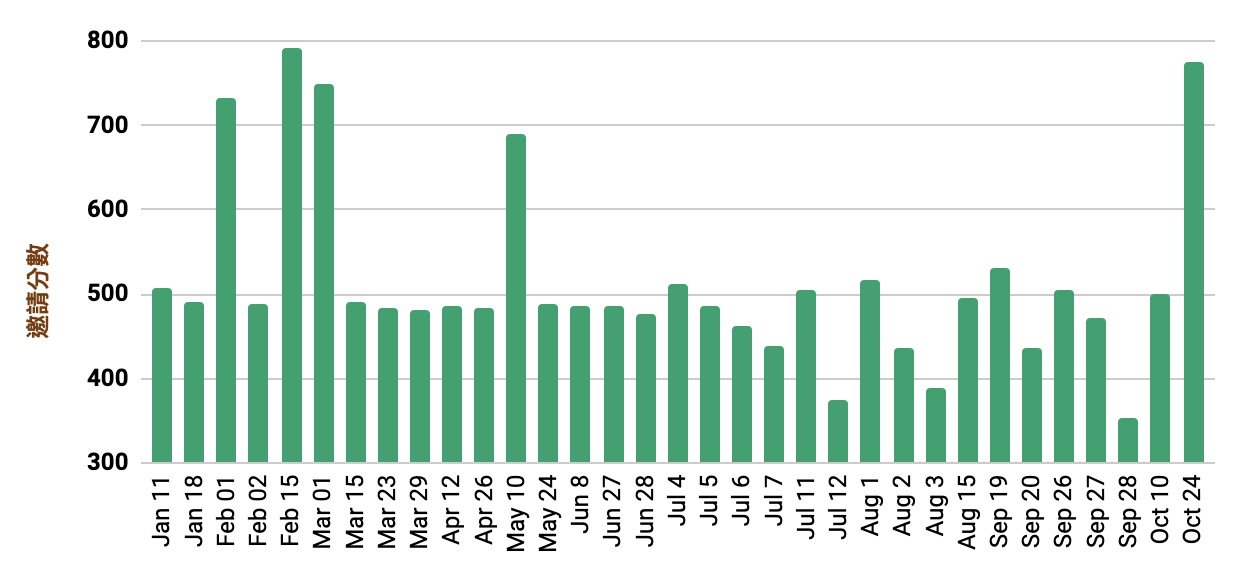 800
700
600
500
400
300
邀請分數
Jan 11
Jan 18
Feb 01
Feb 02
Feb 15
Mar 01
Mar 15
Mar 23
Mar 29
Apr 12
Apr 26
May 10
May 24
Jun 8
Jun 27
Jun 28
Jul 4
Jul 5
Jul 6
Jul 7
Jul 11
Jul 12
Aug 1
Aug 2
Aug 3
Aug 15
Sep 19
Sep 20
Sep 26
Sep 27
Sep 28
Oct 10
Oct 24